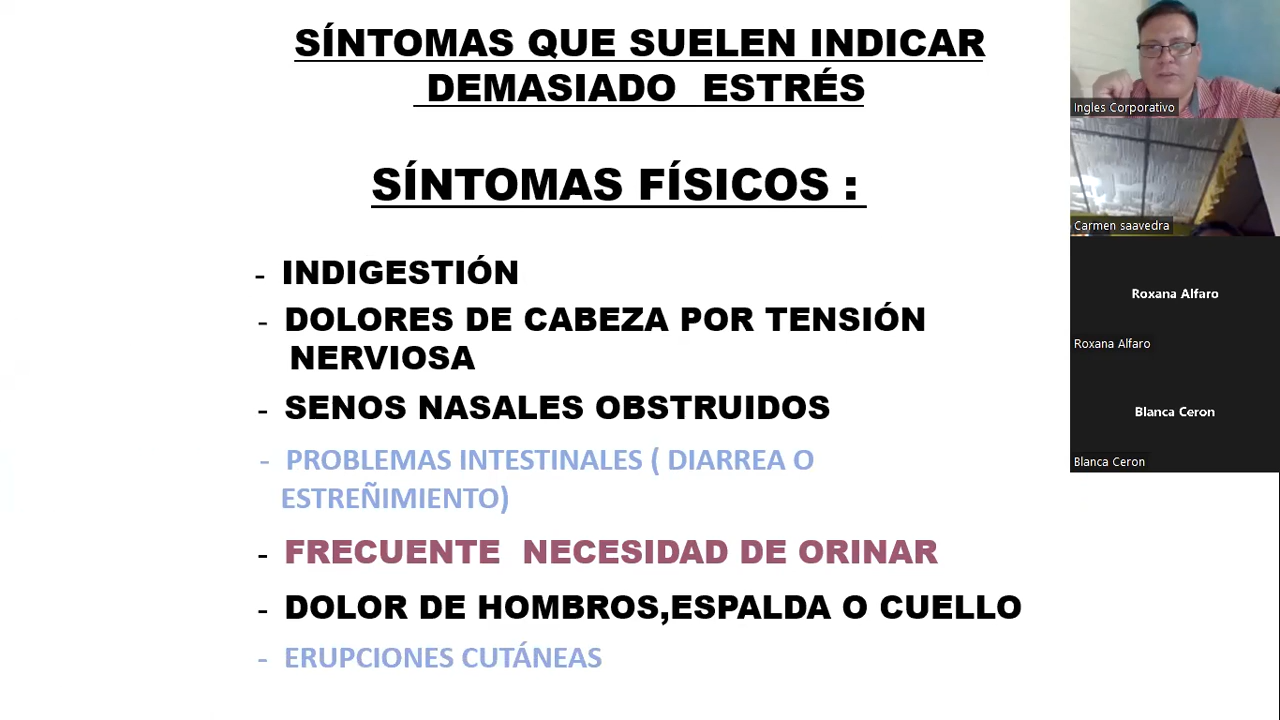 SÍNTOMAS QUE SUELEN INDICAR
DEMASIADO ESTRÉS
SÍNTOMAS FÍSICOS :
- INDIGESTIÓN
- DOLORES DE CABEZA POR TENSIÓN
NERVIOSA
- SENOS NASALES OBSTRUIDOS
- PROBLEMAS INTESTINALES ( DIARREA O
ESTREÑIMIENTO)
- FRECUENTE NECESIDAD DE ORINAR
- DOLOR DE HOMBROS,ESPALDA O CUELLO
- ERUPCIONES CUTÁNEAS
Ingles Corporativo
Carmen saavedra
Roxana Alfaro
Roxana Alfaro
Blanca Ceron
Blanca Ceron